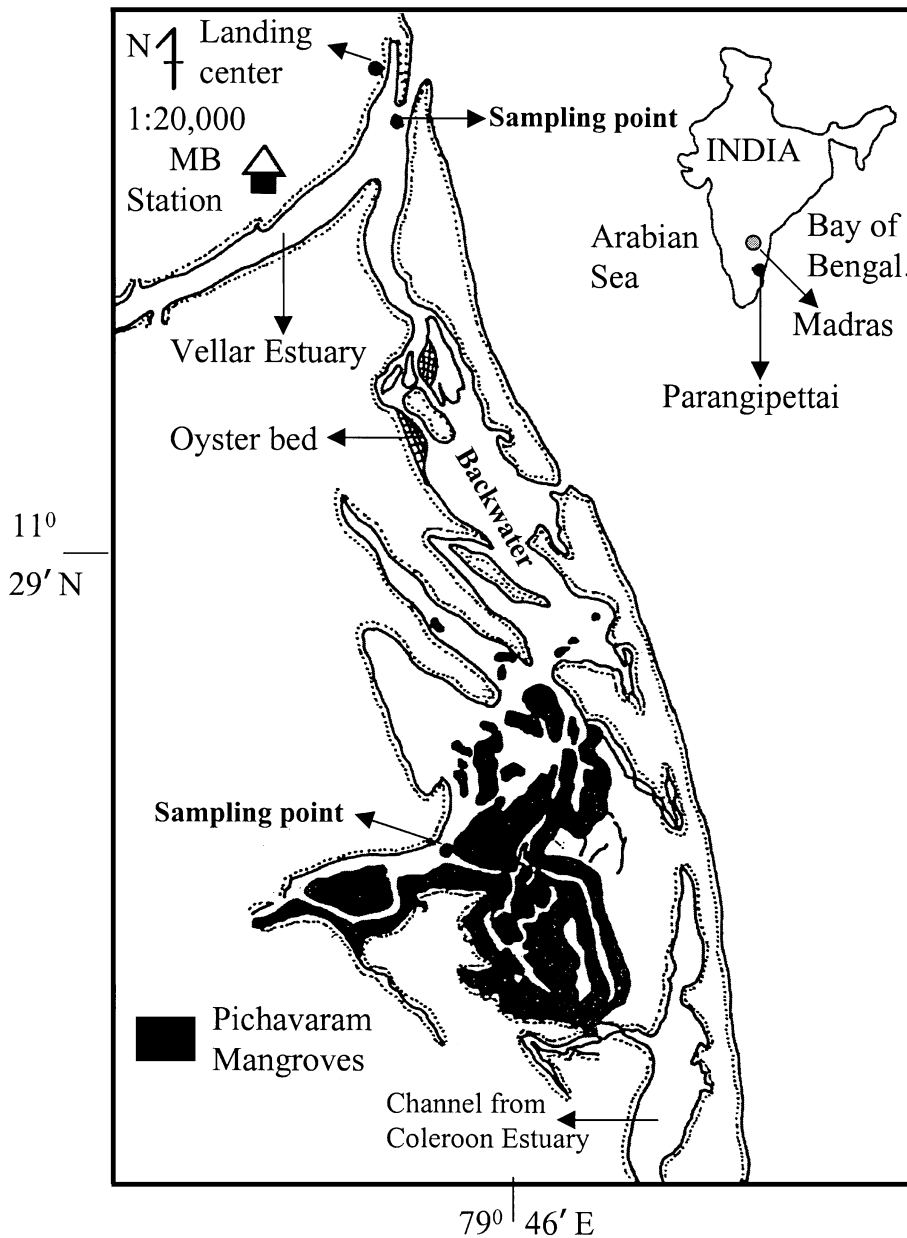 N
Landing
center
1:20,000
MB
Station
Sampling point
INDIA
Arabian
Sea
Bay of
Bengal.
Madras
Parangipettai
Vellar Estuary
Oyster bed
Backwater
11⁰
29′ N
Sampling point
Pichavaram
Mangroves
Channel from
Coleroon Estuary
79⁰ 46′ E